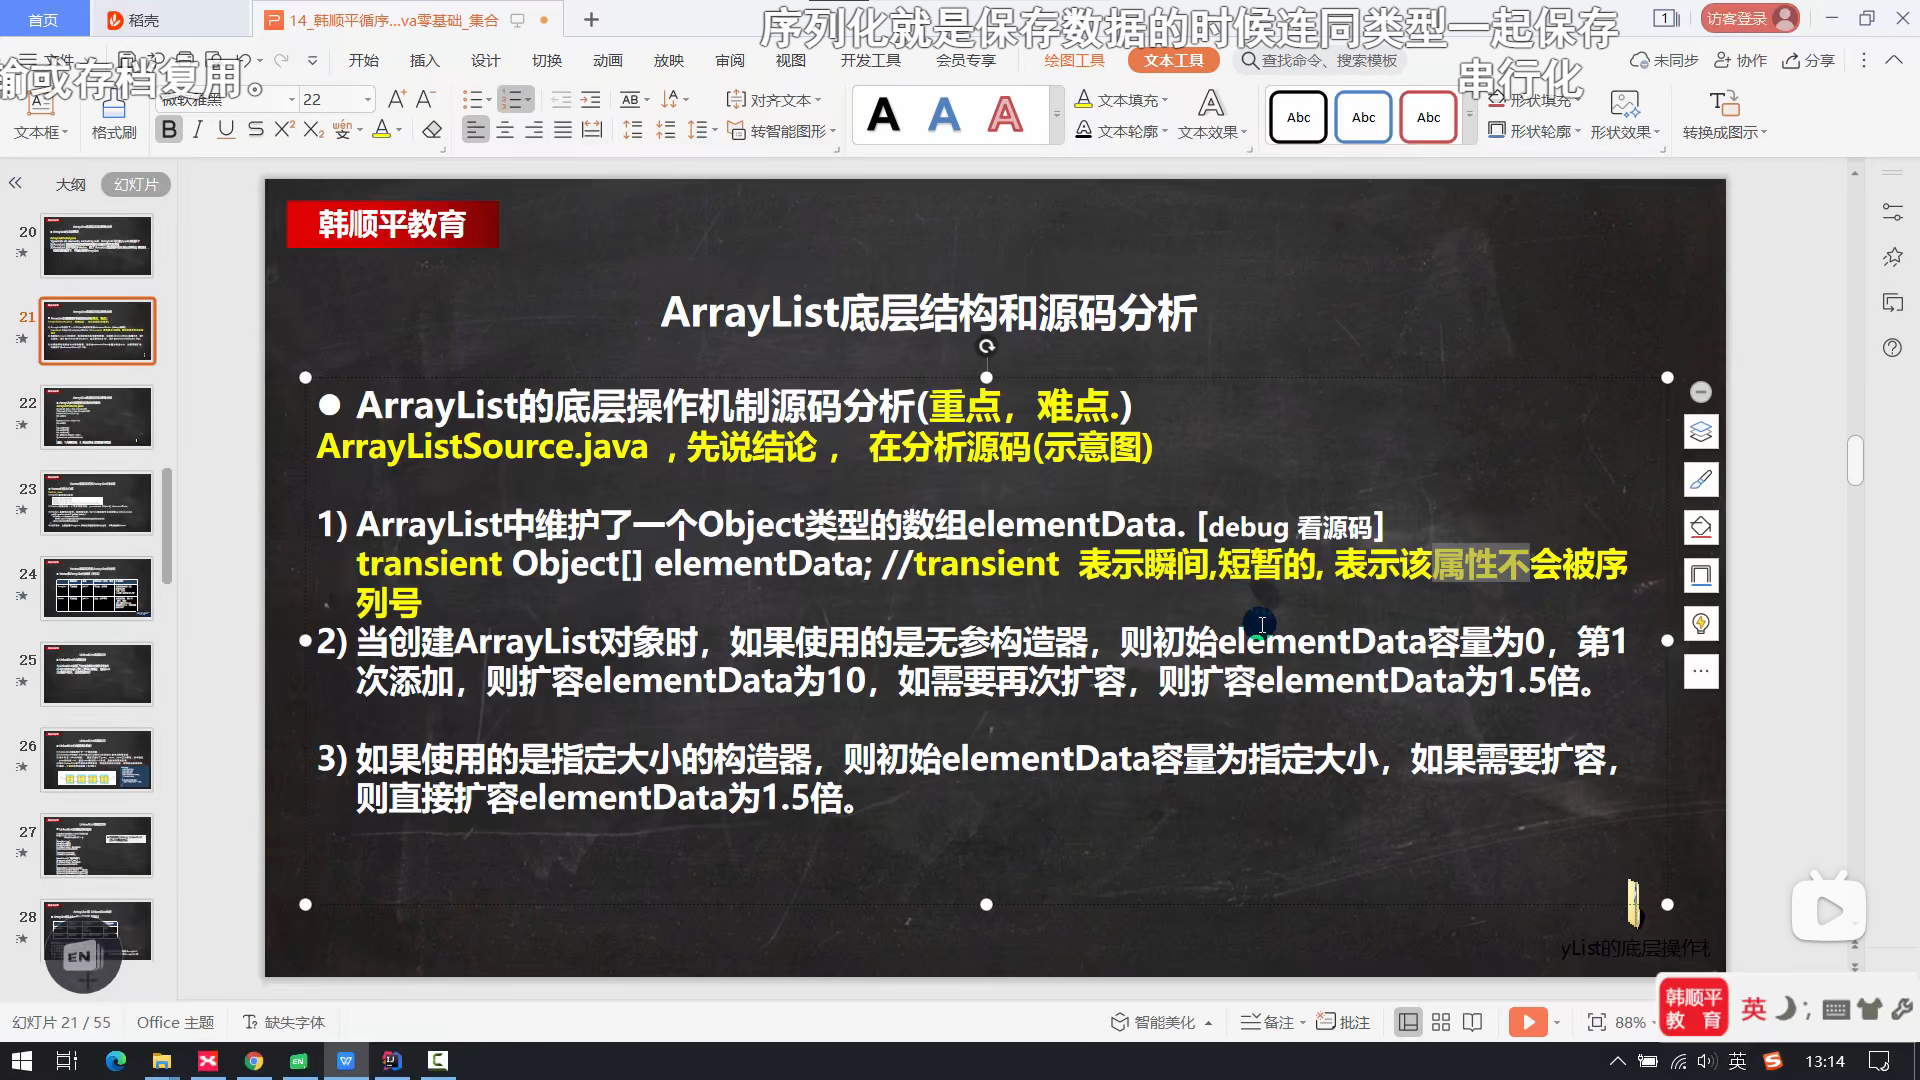 首页
稻壳
14_韩顺平循序...va零基础_集合
序列化就是保存数据的时候连同类型一起保存
输或存档复用。
串行化
访客登录
开始 插入 设计 切换 动画 放映 审阅 视图 开发工具 会员专享 绘图工具 文本工具 查找命令、搜索模板 未同步 协作 分享
文本框 格式刷 微软雅黑 22
对齐文本 转智能图形
文本填充 文本轮廓 文本效果
Abc Abc Abc
形状填充 形状轮廓 形状效果 转换成图示
大纲 幻灯片
20
21
22
23
24
25
26
27
28
韩顺平教育
ArrayList底层结构和源码分析
● ArrayList的底层操作机制源码分析(重点，难点.)
ArrayListSource.java ，先说结论， 在分析源码(示意图)
1) ArrayList中维护了一个Object类型的数组elementData. [debug 看源码]
transient Object[] elementData; //transient 表示瞬间,短暂的, 表示该属性不会被序
列号
2) 当创建ArrayList对象时，如果使用的是无参构造器，则初始elementData容量为0，第1
次添加，则扩容elementData为10，如需要再次扩容，则扩容elementData为1.5倍。
3) 如果使用的是指定大小的构造器，则初始elementData容量为指定大小，如果需要扩容，
则直接扩容elementData为1.5倍。
yList的底层操作机
EN
韩顺平
教 育
英
幻灯片 21 / 55 Office 主题 缺失字体 智能美化 备注 批注 88%
英 13:14